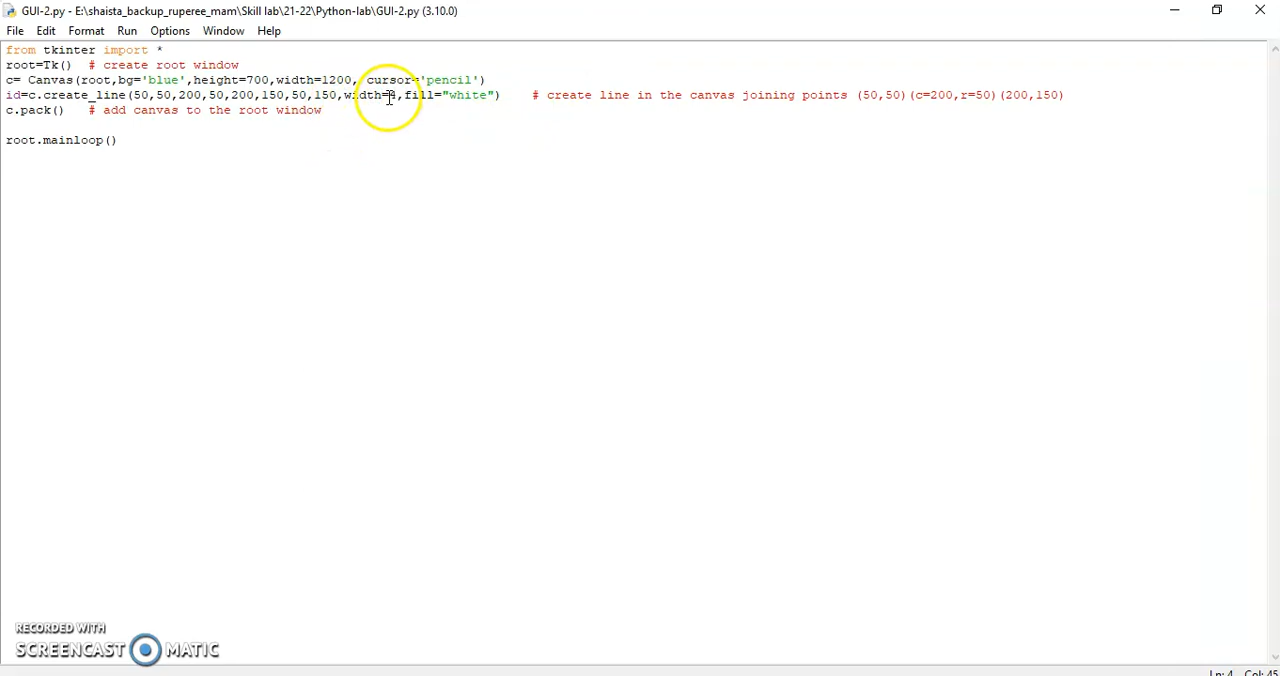 GUI-2.py - E:\shaista_backup_ruperee_mam\Skill lab\21-22\Python-lab\GUI-2.py (3.10.0)
File Edit Format Run Options Window Help
from tkinter import *
root=Tk()  # create root window
c= Canvas(root,bg='blue',height=700,width=1200, cursor='pencil')
id=c.create_line(50,50,200,50,200,150,50,150,width= ,fill="white")    # create line in the canvas joining points (50,50)(c=200,r=50)(200,150)
c.pack()   # add canvas to the root window
root.mainloop()
RECORDED WITH
SCREENCAST MATIC
Ln: 4 Col: 45